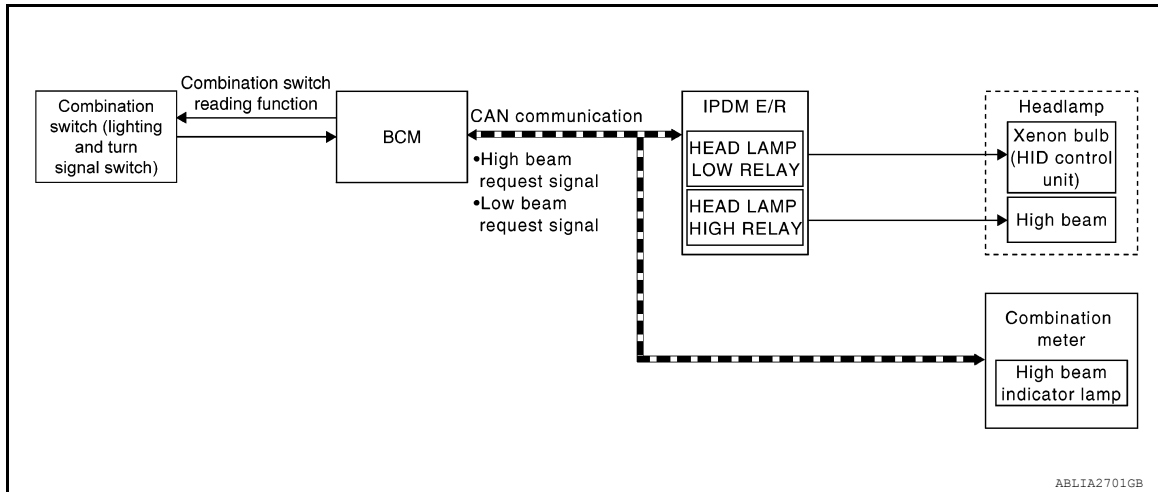 Combination
switch (lighting
and turn
signal switch)
Combination switch
reading function
BCM
CAN communication
•High beam
request signal
•Low beam
request signal
IPDM E/R
HEAD LAMP
LOW RELAY
HEAD LAMP
HIGH RELAY
Headlamp
Xenon bulb
(HID control
unit)
High beam
Combination
meter
High beam
indicator lamp
ABLIA2701GB